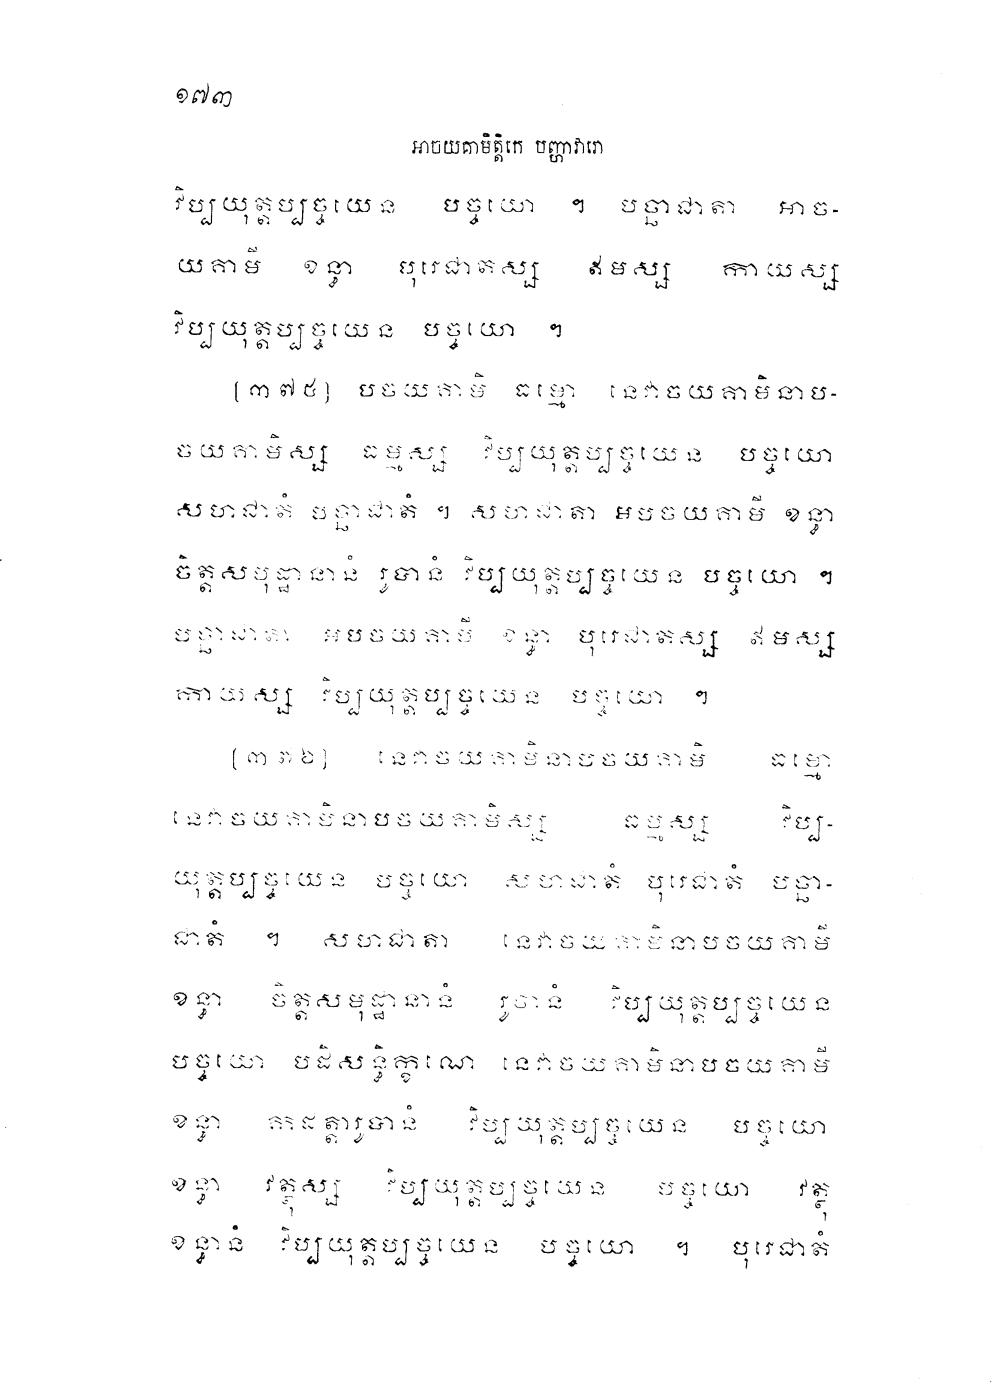 ១៧៣
អាចយគាមិត្តិកេ បញ្ហាវារោ
វិប្បយុត្តប្បច្ចយេន បច្ចយោ ។ បច្ឆាជាតា អាច-
យគាមី ខន្ធា បុរេជាតស្ស ឥមស្ស កាយស្ស
វិប្បយុត្តប្បច្ចយេន បច្ចយោ ។
[៣៧៥] បចយគាមិ ធម្មោ នេវាចយគាមិនាប-
ចយគាមិស្ស ធម្មស្ស វិប្បយុត្តប្បច្ចយេន បច្ចយោ
សហជាតំ បច្ឆាជាតំ ។ សហជាតា អបចយគាមី ខន្ធា
ចិត្តសមុដ្ឋានានំ រូបានំ វិប្បយុត្តប្បច្ចយេន បច្ចយោ ។
បច្ឆាជាតា អបចយគាមី ខន្ធា បុរេជាតស្ស ឥមស្ស
កាយស្ស វិប្បយុត្តប្បច្ចយេន បច្ចយោ ។
[៣៧៦] នេវាចយគាមិនាបចយគាមិ ធម្មោ
នេវាចយគាមិនាបចយគាមិស្ស ធម្មស្ស វិប្ប-
យុត្តប្បច្ចយេន បច្ចយោ សហជាតំ បុរេជាតំ បច្ឆា-
ជាតំ ។ សហជាតា នេវាចយគាមិនាបចយគាមី
ខន្ធា ចិត្តសមុដ្ឋានានំ រូបានំ វិប្បយុត្តប្បច្ចយេន
បច្ចយោ បដិសន្ធិក្ខណេ នេវាចយគាមិនាបចយគាមី
ខន្ធា កដត្តារូបានំ វិប្បយុត្តប្បច្ចយេន បច្ចយោ
ខន្ធា វត្ថុស្ស វិប្បយុត្តប្បច្ចយេន បច្ចយោ វត្ថុ
ខន្ធានំ វិប្បយុត្តប្បច្ចយេន បច្ចយោ ។ បុរេជាតំ